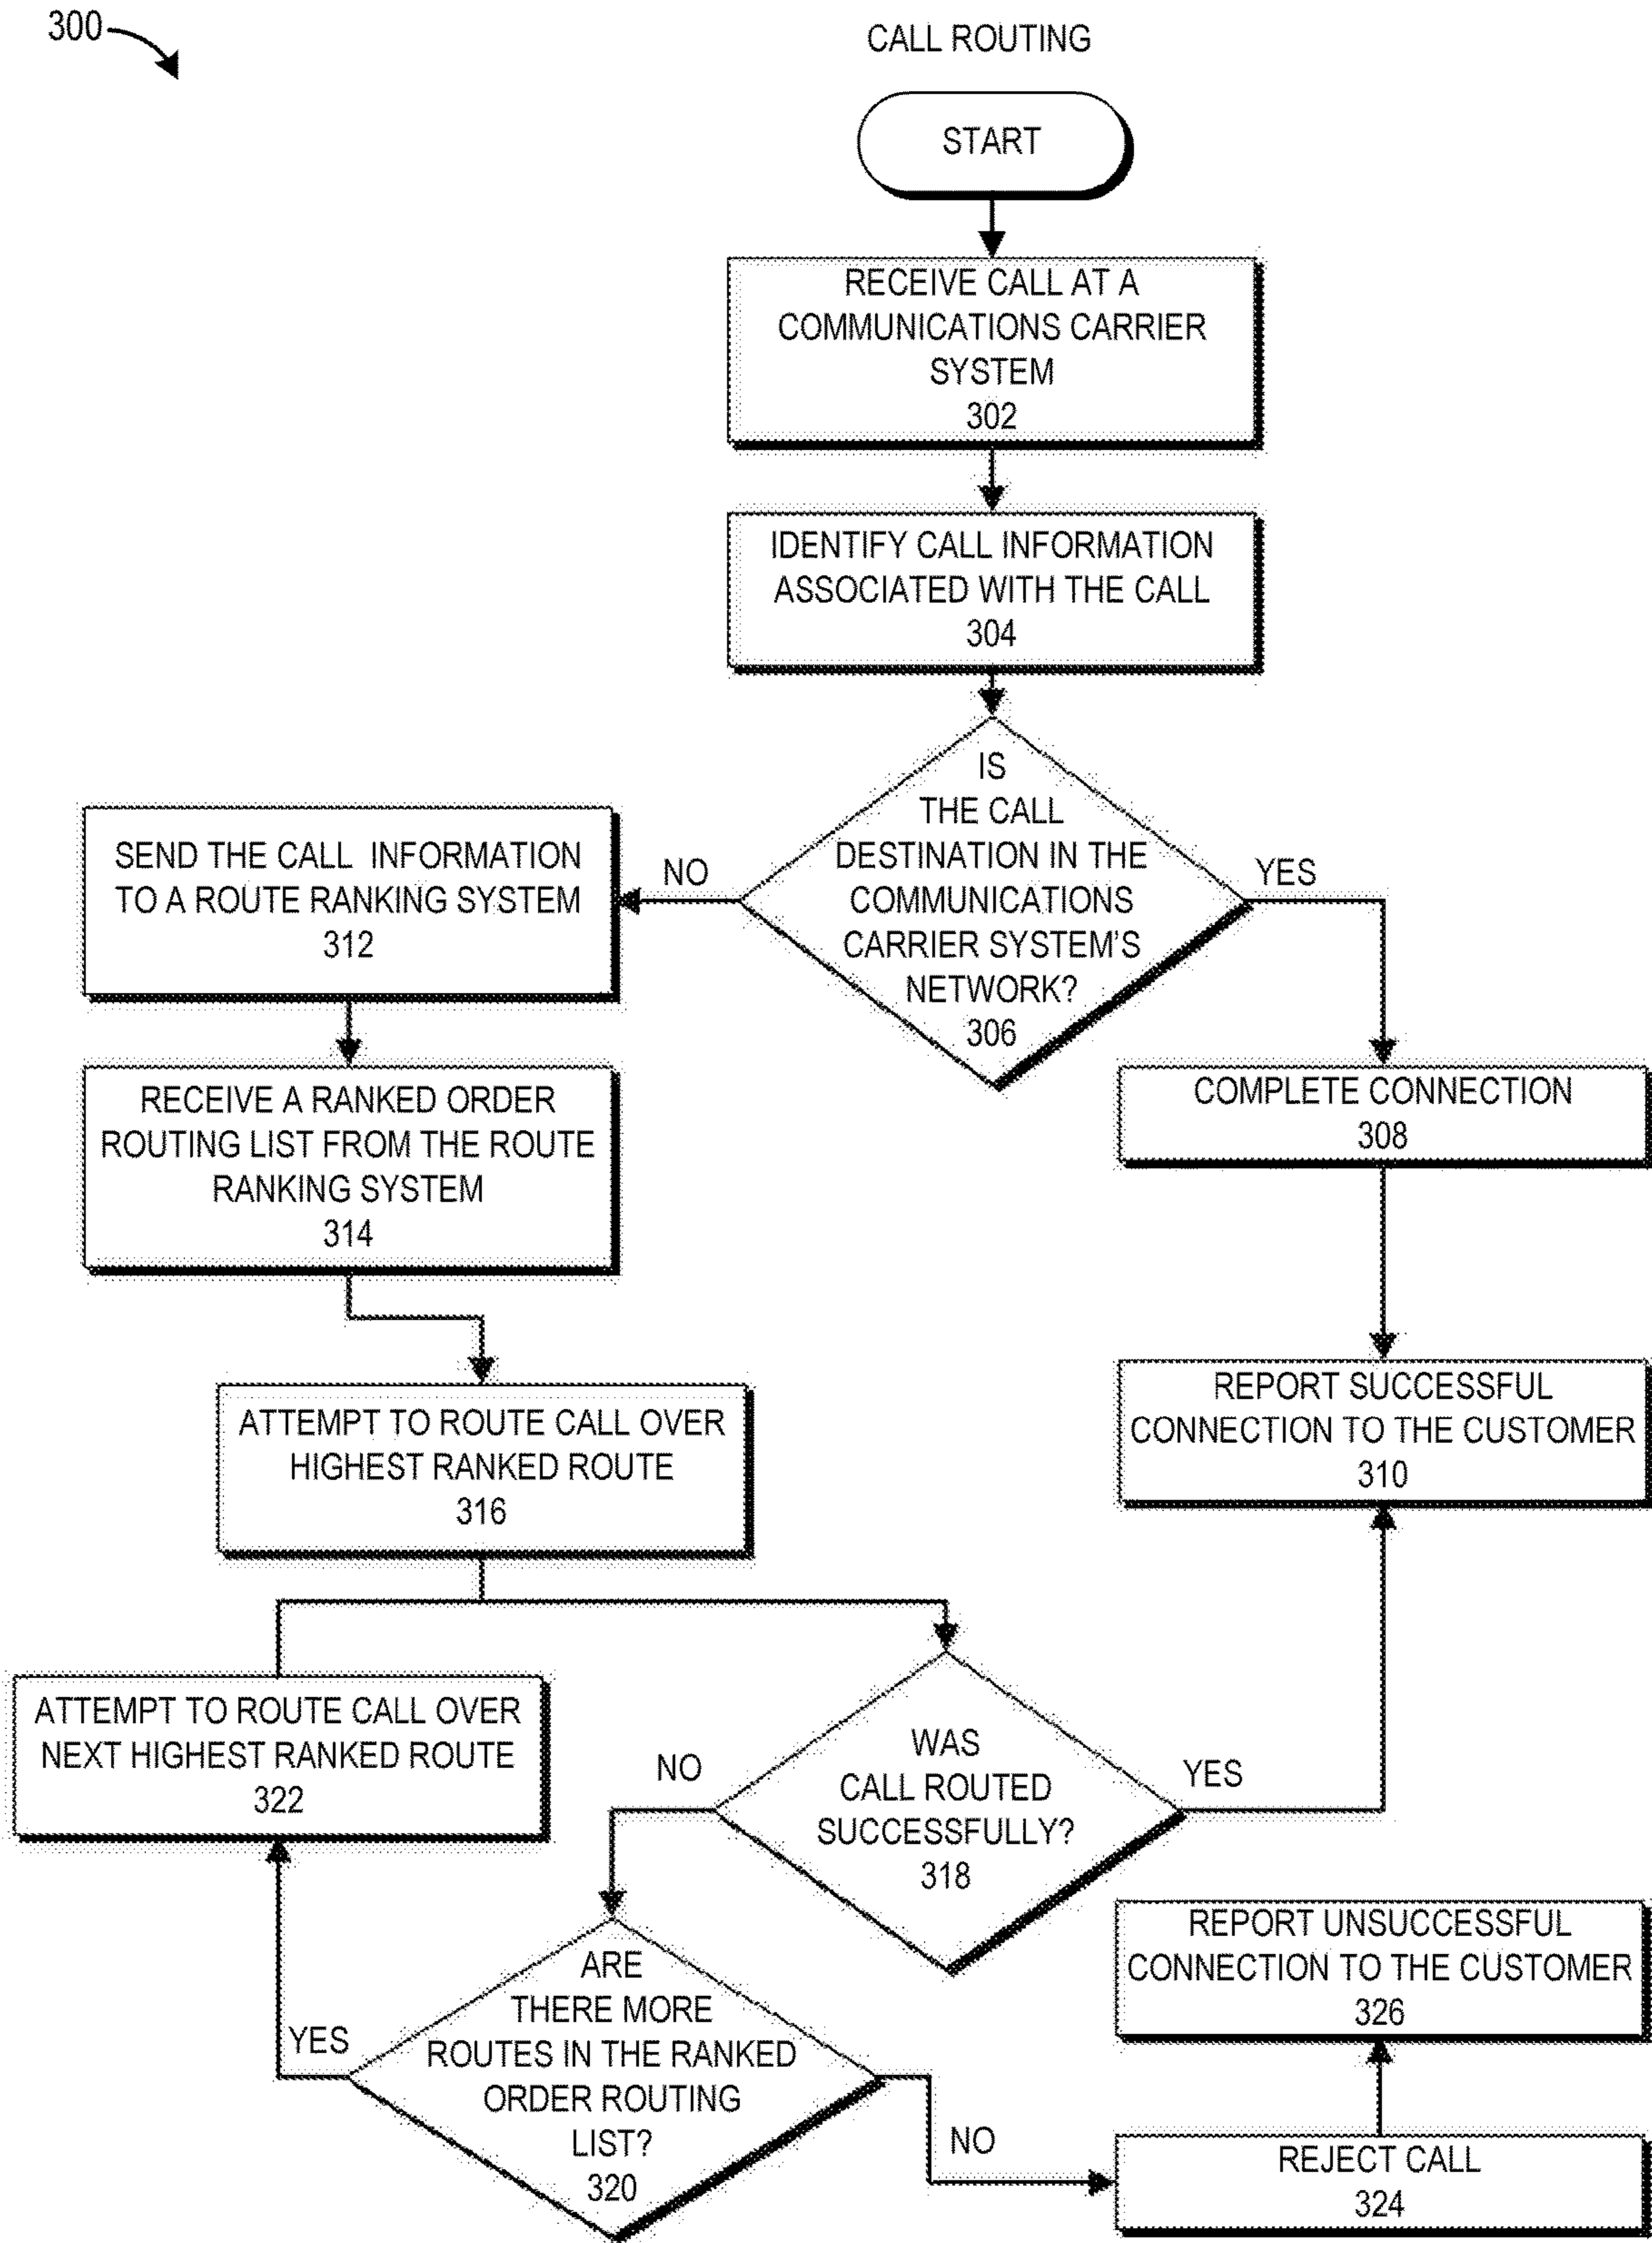 300
CALL ROUTING
START
RECEIVE CALL AT A
COMMUNICATIONS CARRIER
SYSTEM
302
IDENTIFY CALL INFORMATION
ASSOCIATED WITH THE CALL
304
IS
THE CALL
DESTINATION IN THE
COMMUNICATIONS
CARRIER SYSTEM'S
NETWORK?
306
NO
YES
SEND THE CALL INFORMATION
TO A ROUTE RANKING SYSTEM
312
RECEIVE A RANKED ORDER
ROUTING LIST FROM THE ROUTE
RANKING SYSTEM
314
COMPLETE CONNECTION
308
REPORT SUCCESSFUL
CONNECTION TO THE CUSTOMER
310
ATTEMPT TO ROUTE CALL OVER
HIGHEST RANKED ROUTE
316
ATTEMPT TO ROUTE CALL OVER
NEXT HIGHEST RANKED ROUTE
322
NO
WAS
CALL ROUTED
SUCCESSFULLY?
318
YES
ARE
THERE MORE
ROUTES IN THE RANKED
ORDER ROUTING
LIST?
320
YES
NO
REPORT UNSUCCESSFUL
CONNECTION TO THE CUSTOMER
326
REJECT CALL
324